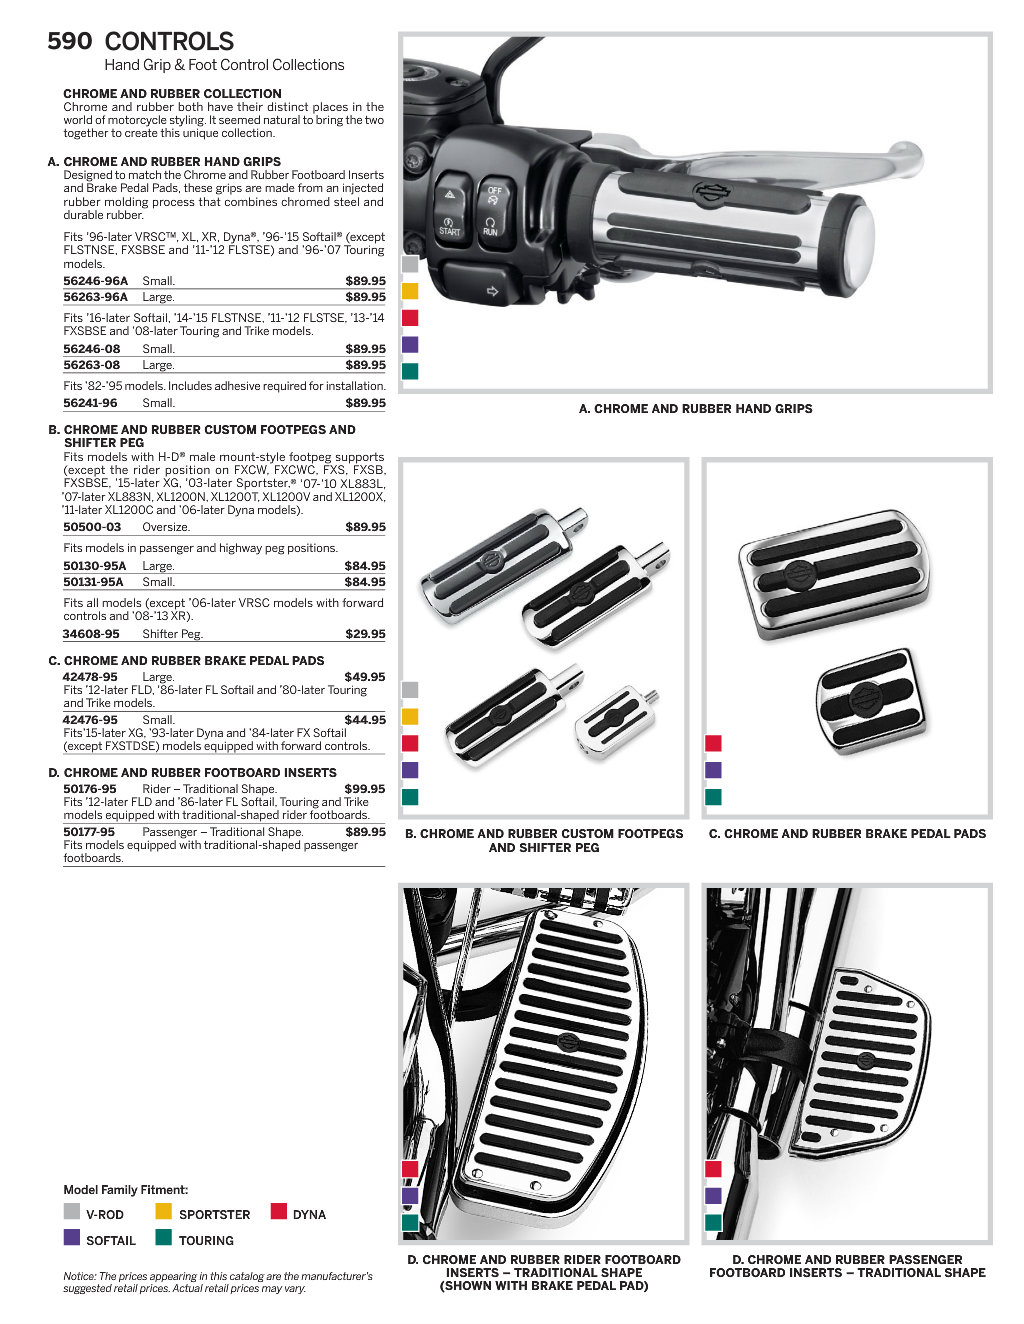 590 CONTROLS
Hand Grip & Foot Control Collections
CHROME AND RUBBER COLLECTION
Chrome and rubber both have their distinct places in the
world of motorcycle styling. It seemed natural to bring the two
together to create this unique collection.
A. CHROME AND RUBBER HAND GRIPS
Designed to match the Chrome and Rubber Footboard Inserts
and Brake Pedal Pads, these grips are made from an injected
rubber molding process that combines chromed steel and
durable rubber.
Fits '96-later VRSC™, XL, XR, Dyna®, '96-'15 Softail® (except
FLSTNSE, FXSBSE and '11-'12 FLSTSE) and '96-'07 Touring
models.
56246-96A Small. $89.95
56263-96A Large. $89.95
Fits '16-later Softail, '14-'15 FLSTNSE, '11-'12 FLSTSE, '13-'14
FXSBSE and '08-later Touring and Trike models.
56246-08 Small. $89.95
56263-08 Large. $89.95
Fits '82-'95 models. Includes adhesive required for installation.
56241-96 Small. $89.95
B. CHROME AND RUBBER CUSTOM FOOTPEGS AND
SHIFTER PEG
Fits models with H-D® male mount-style footpeg supports
(except the rider position on FXCW, FXCWC, FXS, FXSB,
FXSBSE, '15-later XG, '03-later Sportster,® '07-'10 XL883L,
'07-later XL883N, XL1200N, XL1200T, XL1200V and XL1200X,
'11-later XL1200C and '06-later Dyna models).
50500-03 Oversize. $89.95
Fits models in passenger and highway peg positions.
50130-95A Large. $84.95
50131-95A Small. $84.95
Fits all models (except '06-later VRSC models with forward
controls and '08-'13 XR).
34608-95 Shifter Peg. $29.95
C. CHROME AND RUBBER BRAKE PEDAL PADS
42478-95 Large. $49.95
Fits '12-later FLD, '86-later FL Softail and '80-later Touring
and Trike models.
42476-95 Small. $44.95
Fits'15-later XG, '93-later Dyna and '84-later FX Softail
(except FXSTDSE) models equipped with forward controls.
D. CHROME AND RUBBER FOOTBOARD INSERTS
50176-95 Rider – Traditional Shape. $99.95
Fits '12-later FLD and '86-later FL Softail, Touring and Trike
models equipped with traditional-shaped rider footboards.
50177-95 Passenger – Traditional Shape. $89.95
Fits models equipped with traditional-shaped passenger
footboards.
Model Family Fitment:
V-ROD SPORTSTER DYNA
SOFTAIL TOURING
Notice: The prices appearing in this catalog are the manufacturer's
suggested retail prices. Actual retail prices may vary.
OFF
START RUN
A. CHROME AND RUBBER HAND GRIPS
B. CHROME AND RUBBER CUSTOM FOOTPEGS
AND SHIFTER PEG
C. CHROME AND RUBBER BRAKE PEDAL PADS
D. CHROME AND RUBBER RIDER FOOTBOARD
INSERTS – TRADITIONAL SHAPE
(SHOWN WITH BRAKE PEDAL PAD)
D. CHROME AND RUBBER PASSENGER
FOOTBOARD INSERTS – TRADITIONAL SHAPE